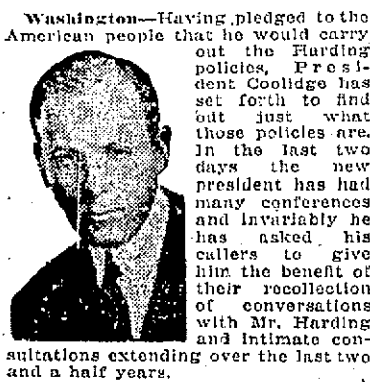 Washington—Having pledged to the
American people that he would carry
out the Harding
policies, Presi-
dent Coolidge has
set forth to find
out just what
those policies are.
In the last two
days the new
president has had
many conferences
and invariably he
has asked his
callers to give
him the benefit of
their recollection
of conversations
with Mr. Harding
and intimate con-
sultations extending over the last two
and a half years.